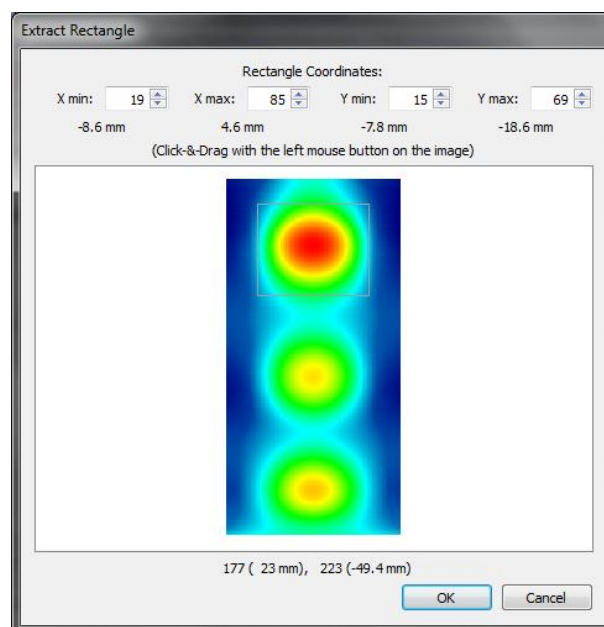 Extract Rectangle
Rectangle Coordinates:
X min: 19 X max: 85 Y min: 15 Y max: 69
-8.6 mm 4.6 mm -7.8 mm -18.6 mm
(Click-&-Drag with the left mouse button on the image)
177 ( 23 mm), 223 (-49.4 mm)
OK Cancel